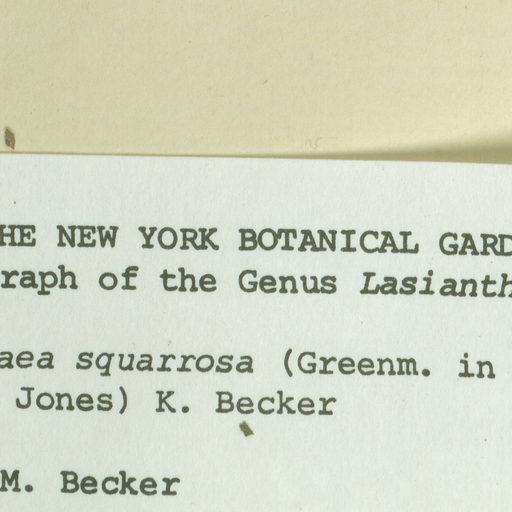 HE NEW YORK BOTANICAL GARD
raph of the Genus Lasianth
aea squarrosa (Greenm. in
Jones) K. Becker
M. Becker